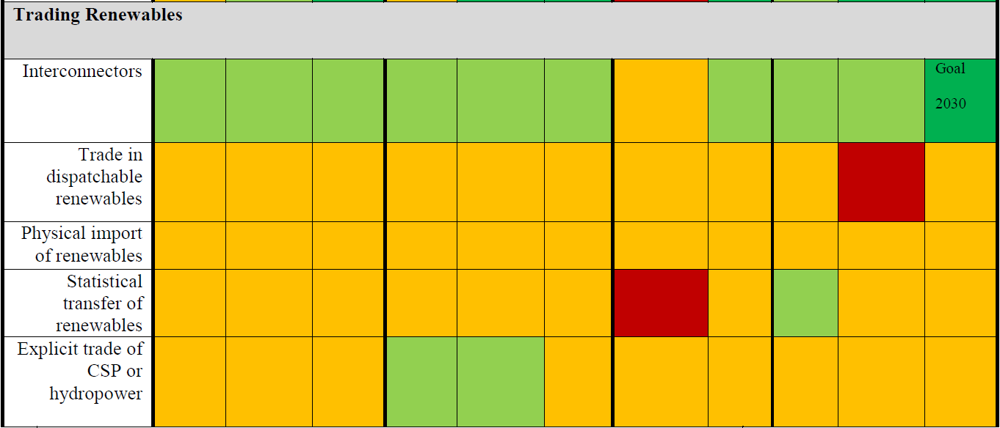 Trading Renewables
Interconnectors
Goal
2030
Trade in
dispatchable
renewables
Physical import
of renewables
Statistical
transfer of
renewables
Explicit trade of
CSP or
hydropower